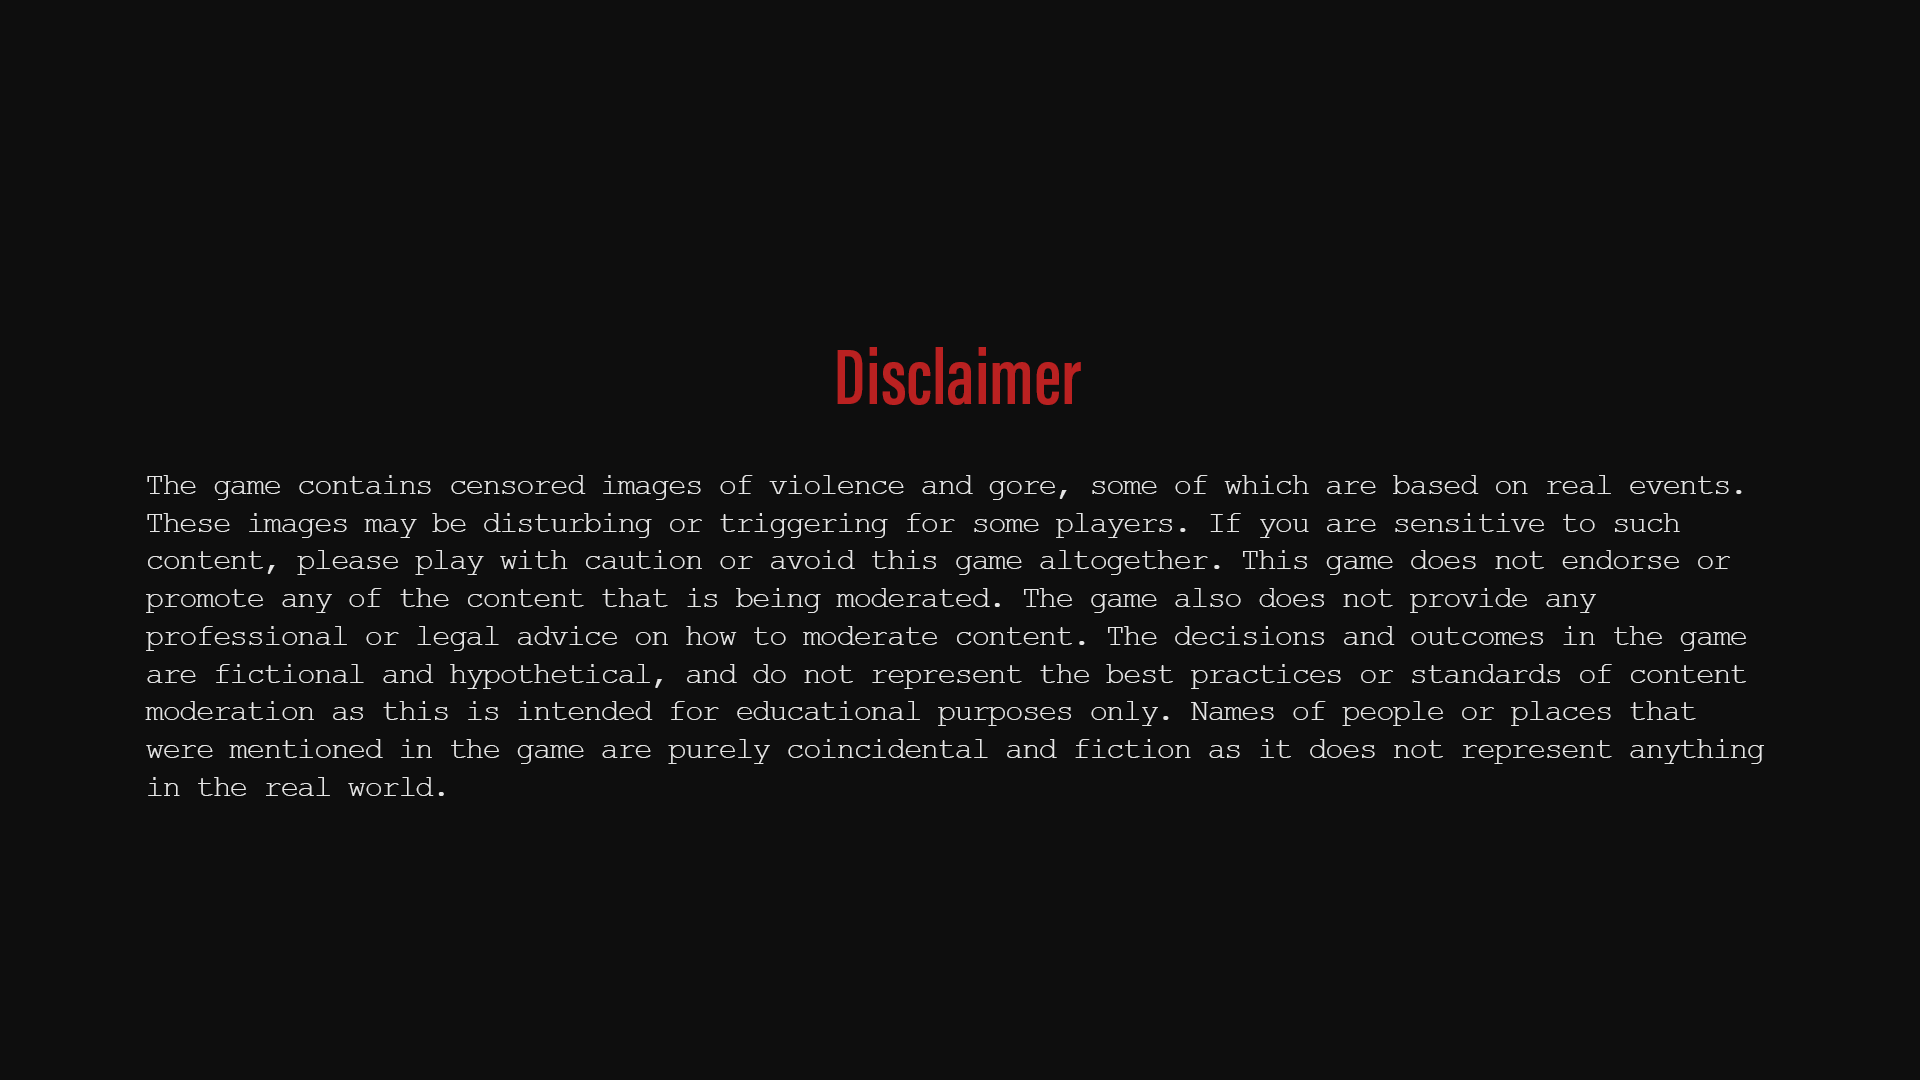 Disclaimer
The game contains censored images of violence and gore, some of which are based on real events.
These images may be disturbing or triggering for some players. If you are sensitive to such
content, please play with caution or avoid this game altogether. This game does not endorse or
promote any of the content that is being moderated. The game also does not provide any
professional or legal advice on how to moderate content. The decisions and outcomes in the game
are fictional and hypothetical, and do not represent the best practices or standards of content
moderation as this is intended for educational purposes only. Names of people or places that
were mentioned in the game are purely coincidental and fiction as it does not represent anything
in the real world.